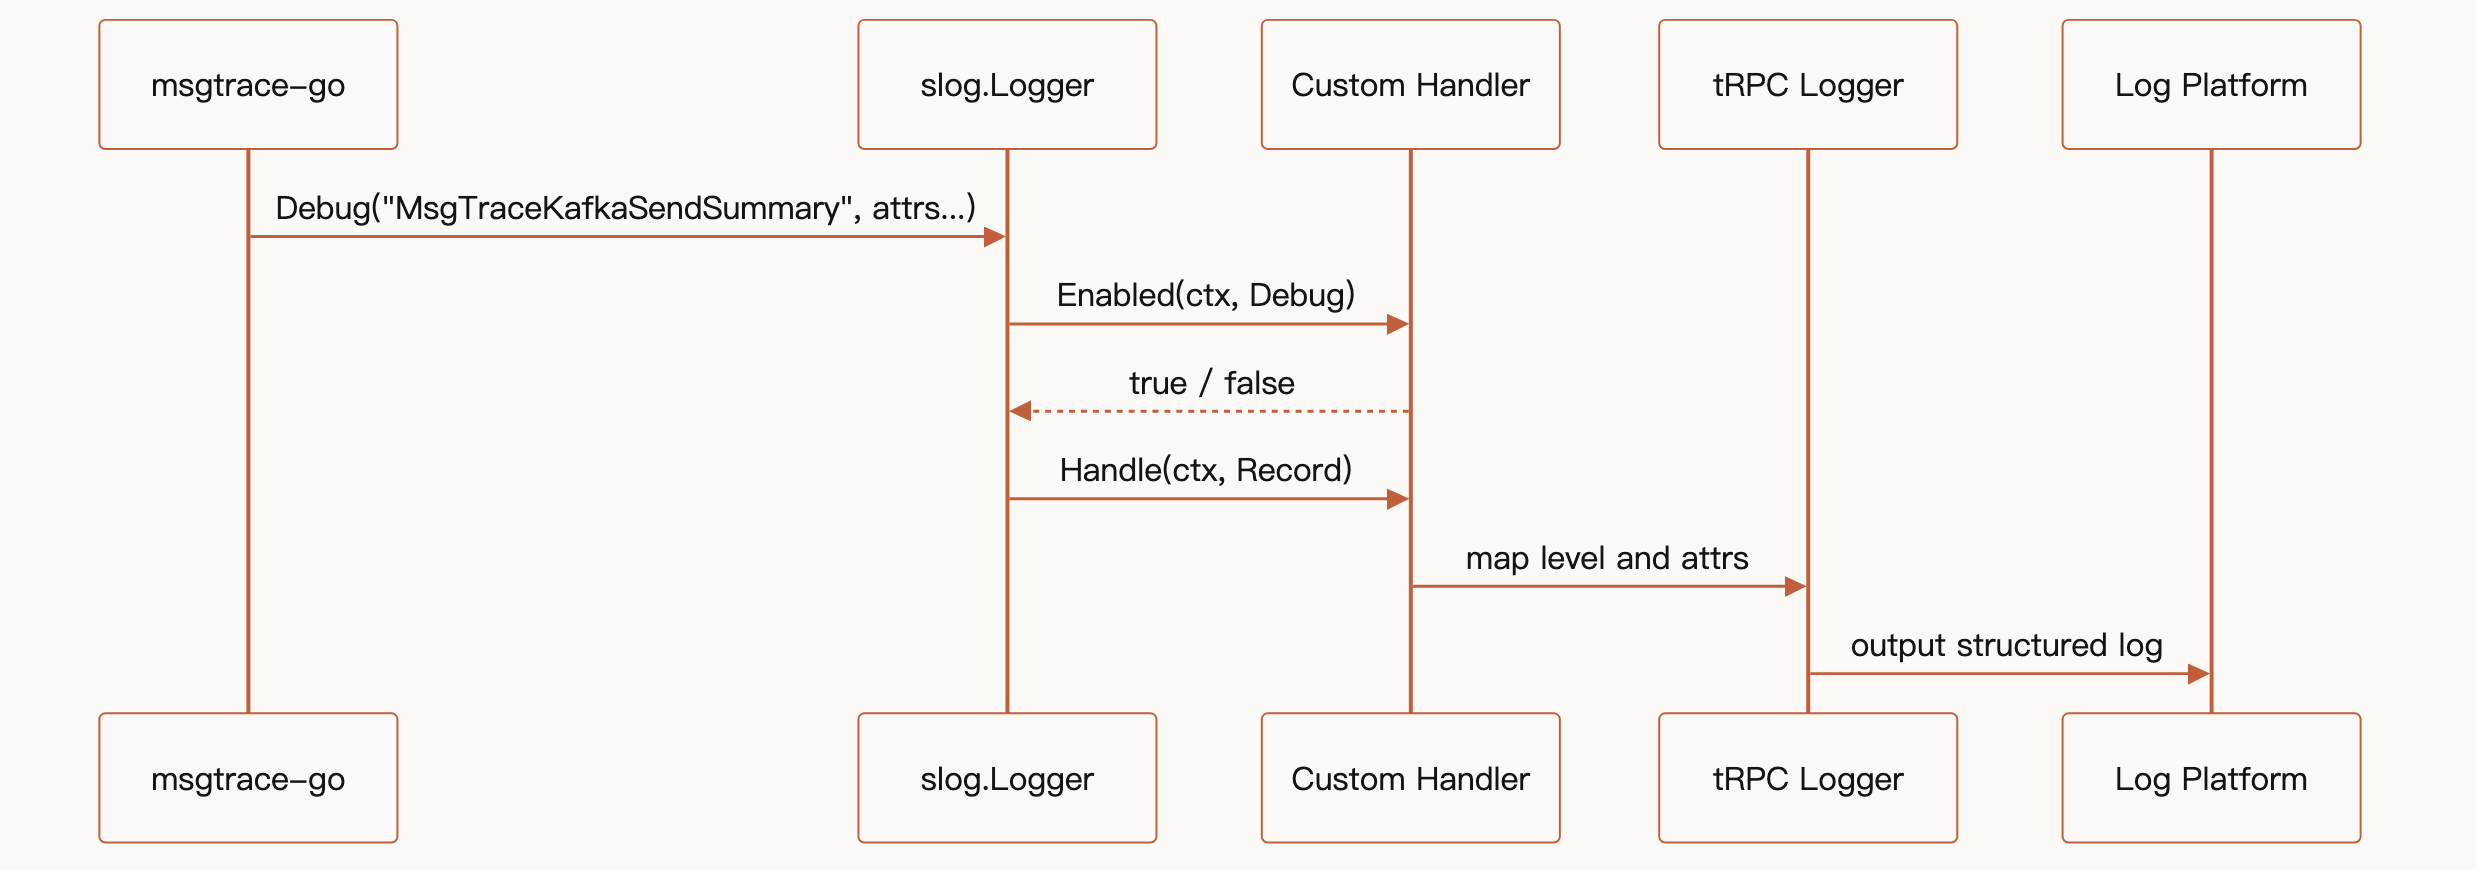 msgtrace-go
slog.Logger
Custom Handler
tRPC Logger
Log Platform
Debug("MsgTraceKafkaSendSummary", attrs...)
Enabled(ctx, Debug)
true / false
Handle(ctx, Record)
map level and attrs
output structured log
msgtrace-go
slog.Logger
Custom Handler
tRPC Logger
Log Platform